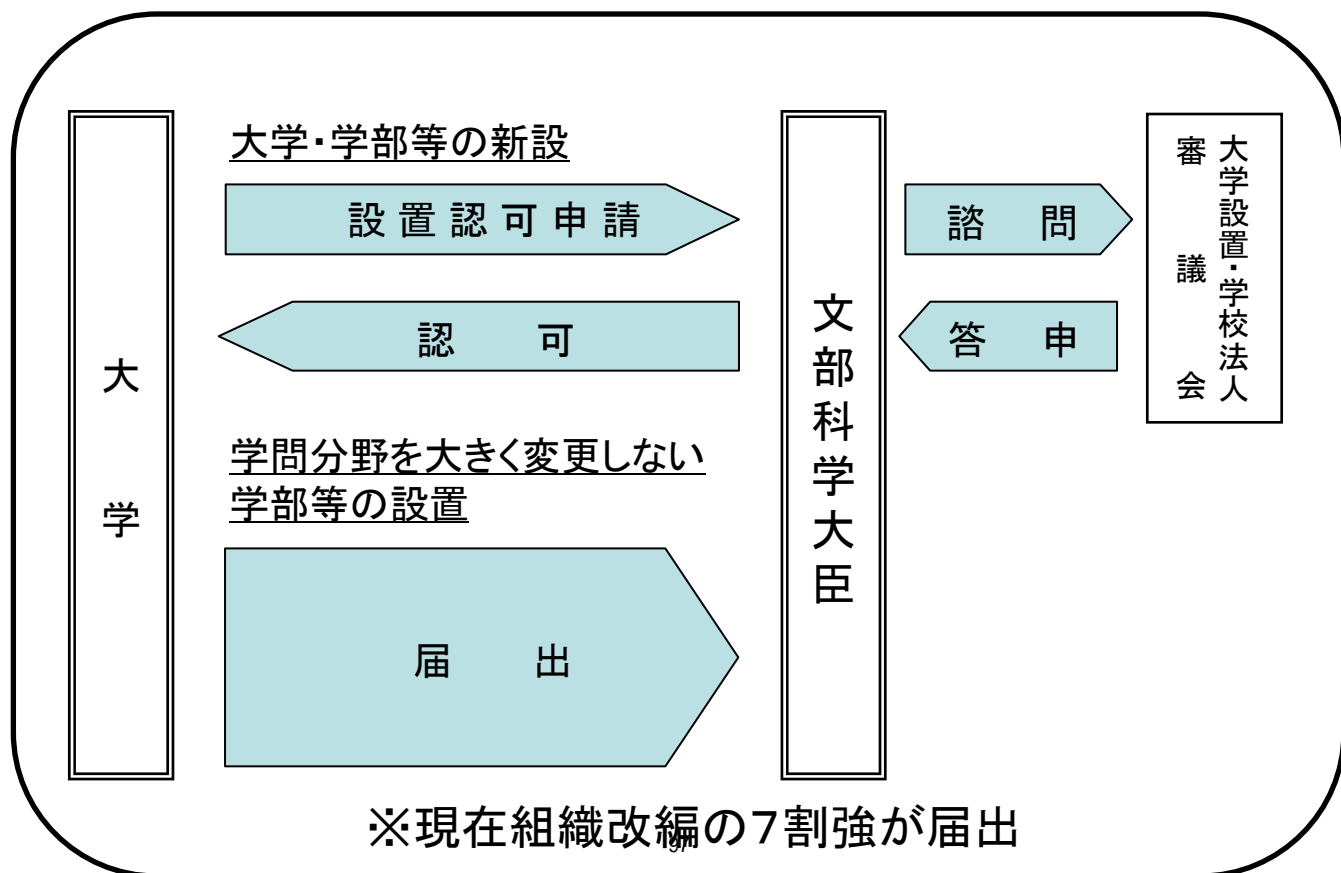 大学・学部等の新設
設置認可申請
諮問
認可
答申
大学
文部科学大臣
大学設置・学校法人
審議会
学問分野を大きく変更しない
学部等の設置
届出
※現在組織改編の7割強が届出